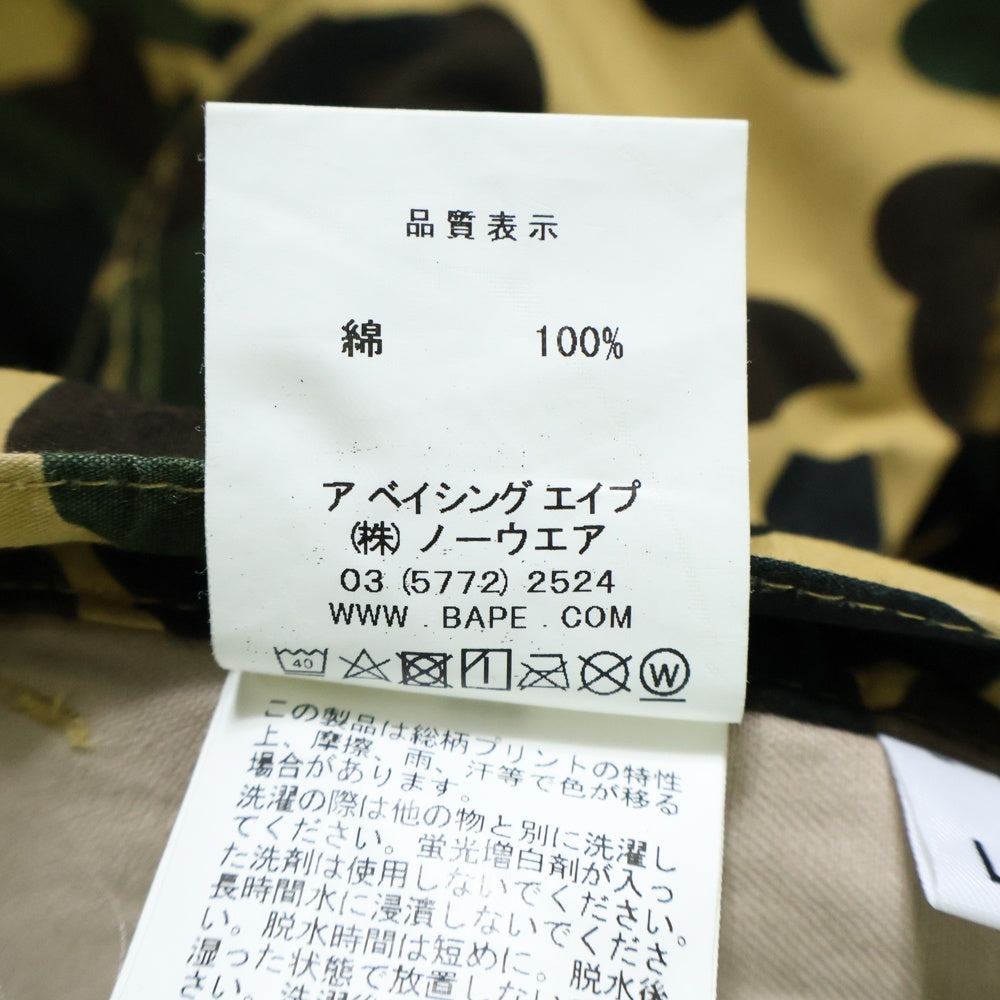 品質表示
綿 100%
ア ベイシング エイプ
(株) ノーウエア
03 (5772) 2524
WWW . BAPE . COM
40 W
この製品は総柄プリントの特性
上、摩擦、雨、汗等で色が移る
場合があります。
洗濯の際は他の物と別に洗濯し
てください。蛍光増白剤が入っ
た洗剤は使用しないでください。
長時間水に浸漬しないでくださ
い。脱水時間は短めに。脱水後
湿った状態で放置しない
さい。洗濯後